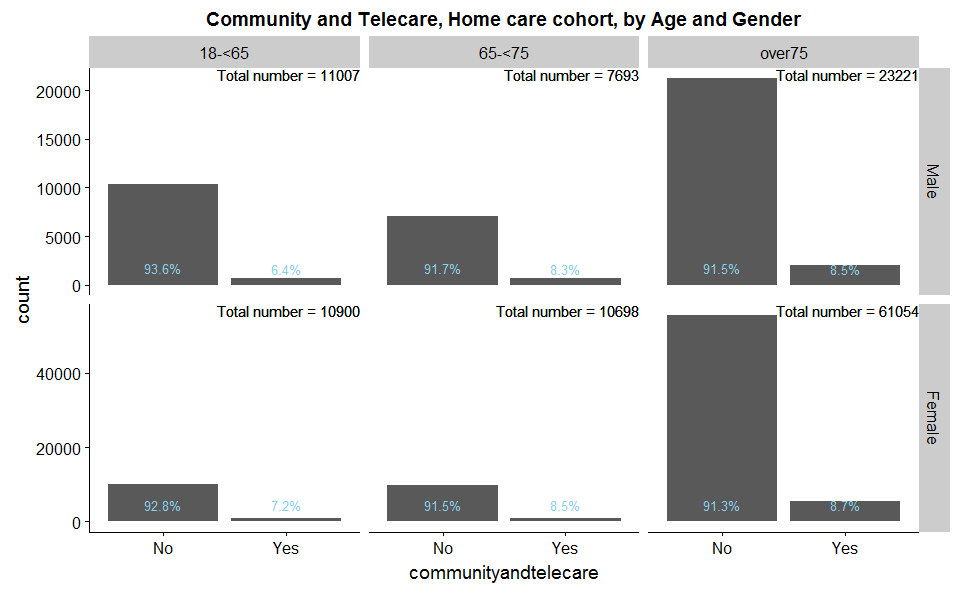 Community and Telecare, Home care cohort, by Age and Gender
18-<65
65-<75
over75
Total number = 11007
Total number = 7693
Total number = 23221
20000
15000
10000
5000
0
93.6%
6.4%
91.7%
8.3%
91.5%
8.5%
Male
count
Total number = 10900
Total number = 10698
Total number = 61054
40000
20000
0
92.8%
7.2%
91.5%
8.5%
91.3%
8.7%
Female
No
Yes
No
Yes
No
Yes
communityandtelecare